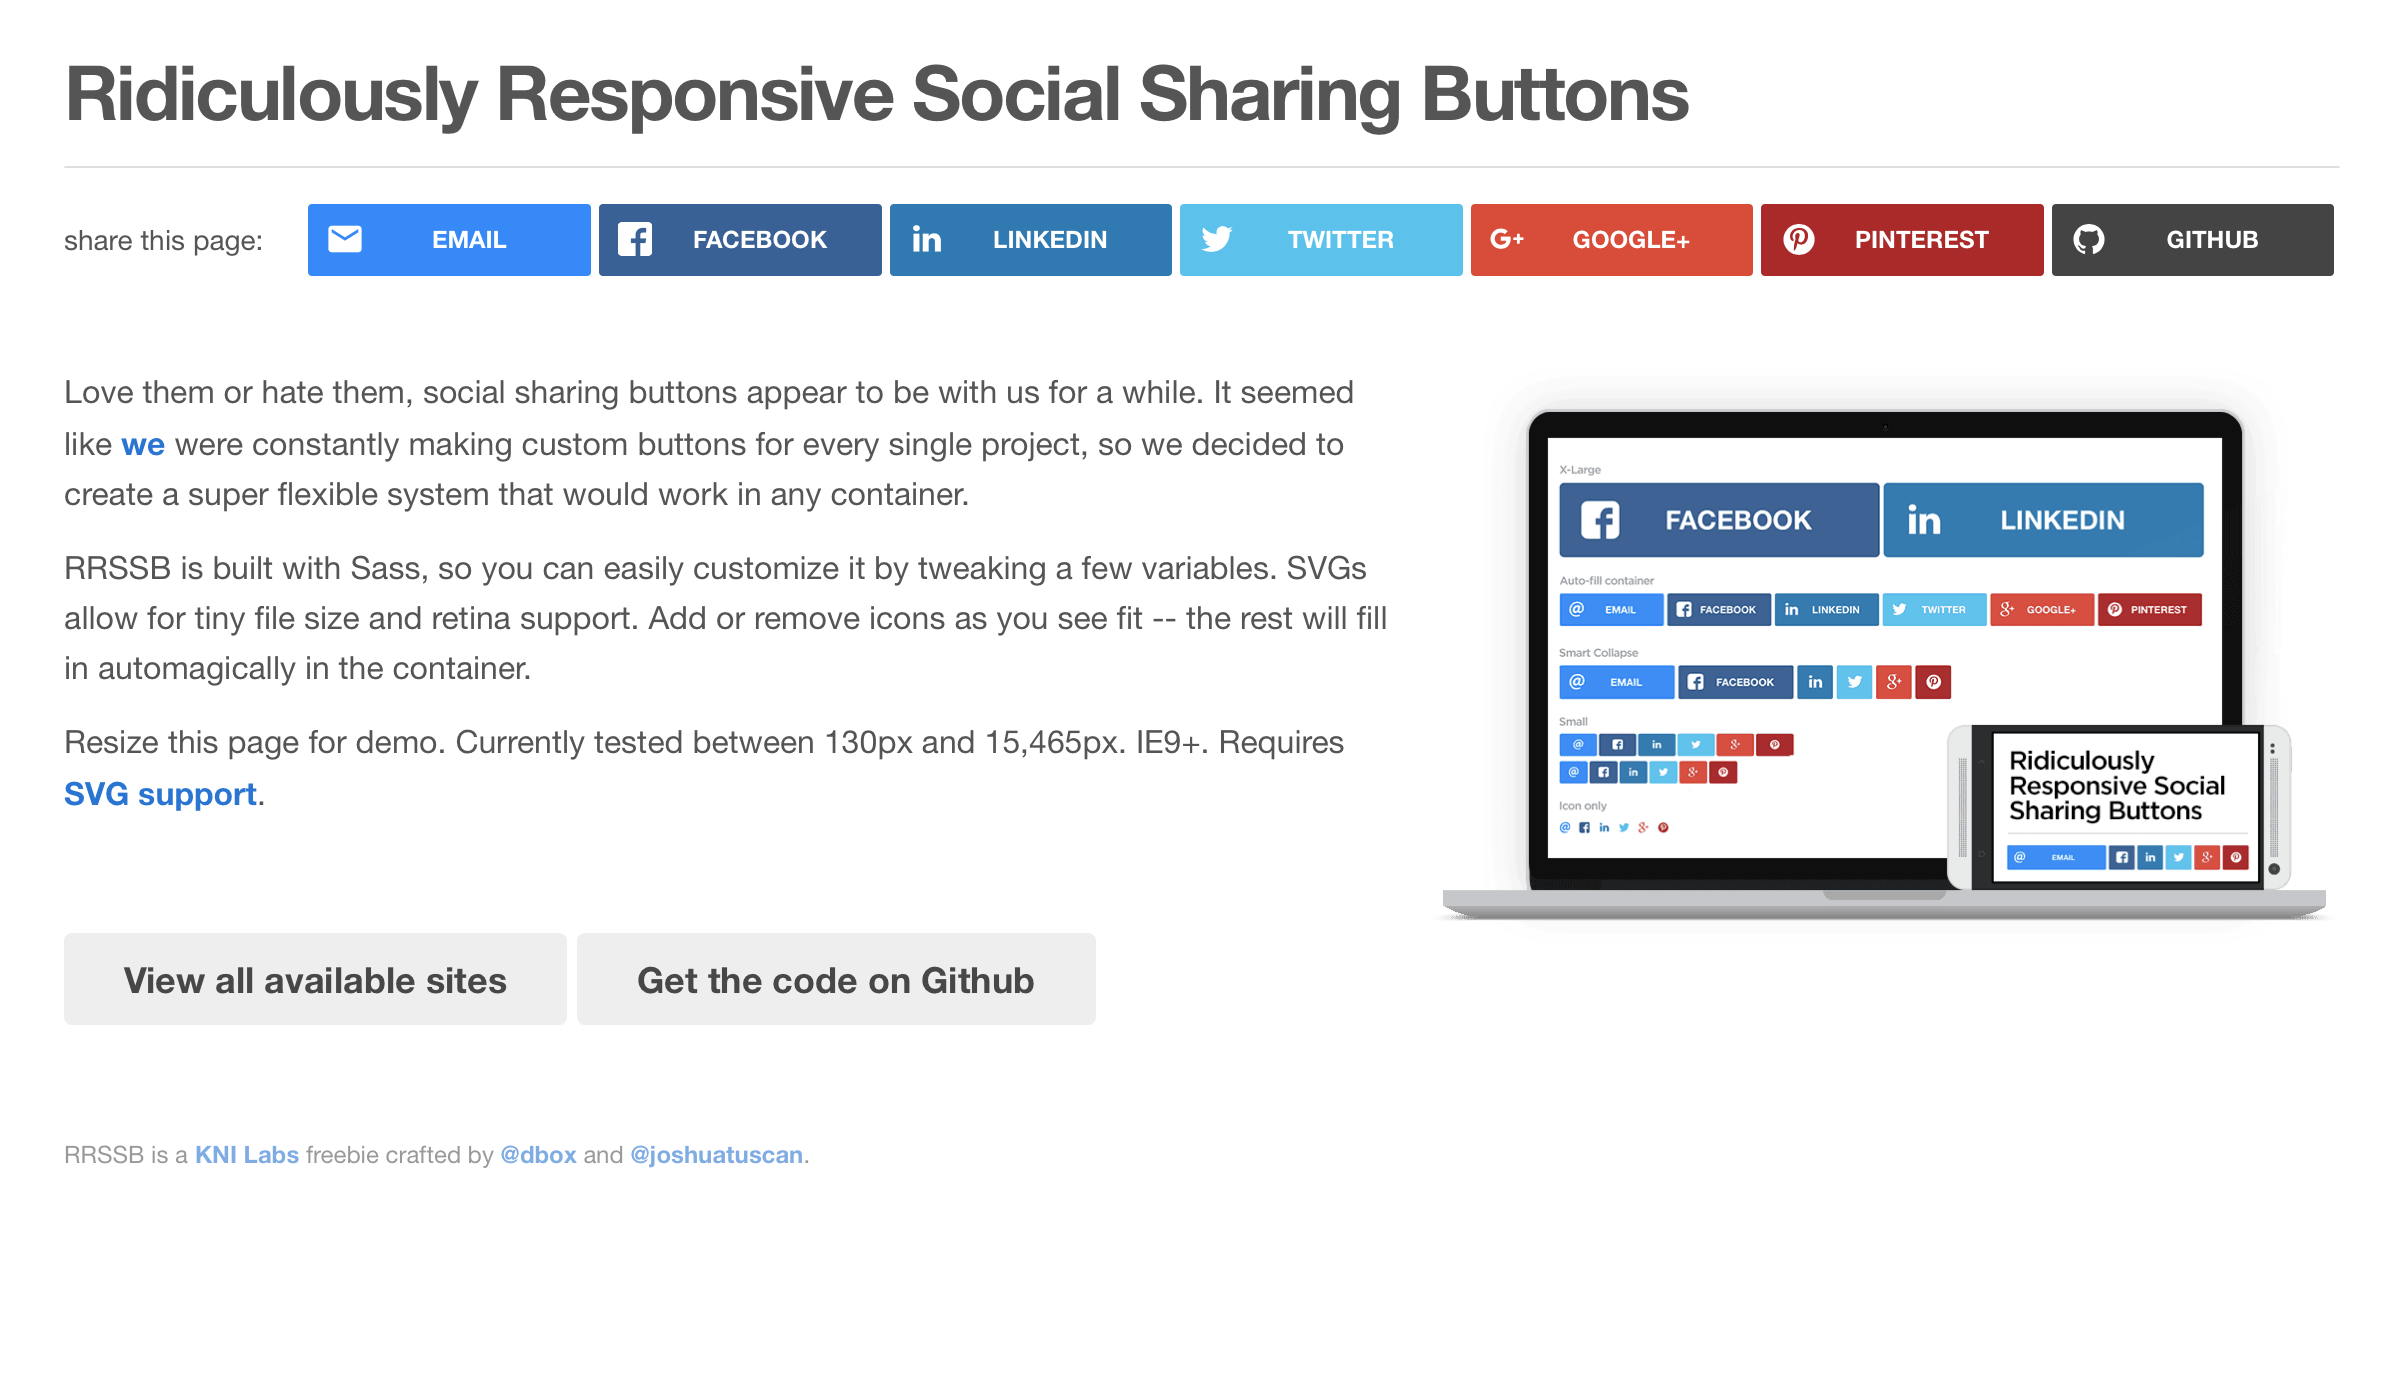 Ridiculously Responsive Social Sharing Buttons
share this page:
EMAIL
FACEBOOK
LINKEDIN
TWITTER
GOOGLE+
PINTEREST
GITHUB
Love them or hate them, social sharing buttons appear to be with us for a while. It seemed
like we were constantly making custom buttons for every single project, so we decided to
create a super flexible system that would work in any container.
RRSSB is built with Sass, so you can easily customize it by tweaking a few variables. SVGs
allow for tiny file size and retina support. Add or remove icons as you see fit -- the rest will fill
in automagically in the container.
Resize this page for demo. Currently tested between 130px and 15,465px. IE9+. Requires
SVG support.
View all available sites
Get the code on Github
X-Large
FACEBOOK
LINKEDIN
Auto-fill container
EMAIL
FACEBOOK
LINKEDIN
TWITTER
GOOGLE+
PINTEREST
Smart Collapse
EMAIL
FACEBOOK
Small
Icon only
Ridiculously
Responsive Social
Sharing Buttons
EMAIL
RRSSB is a KNI Labs freebie crafted by @dbox and @joshuatuscan.